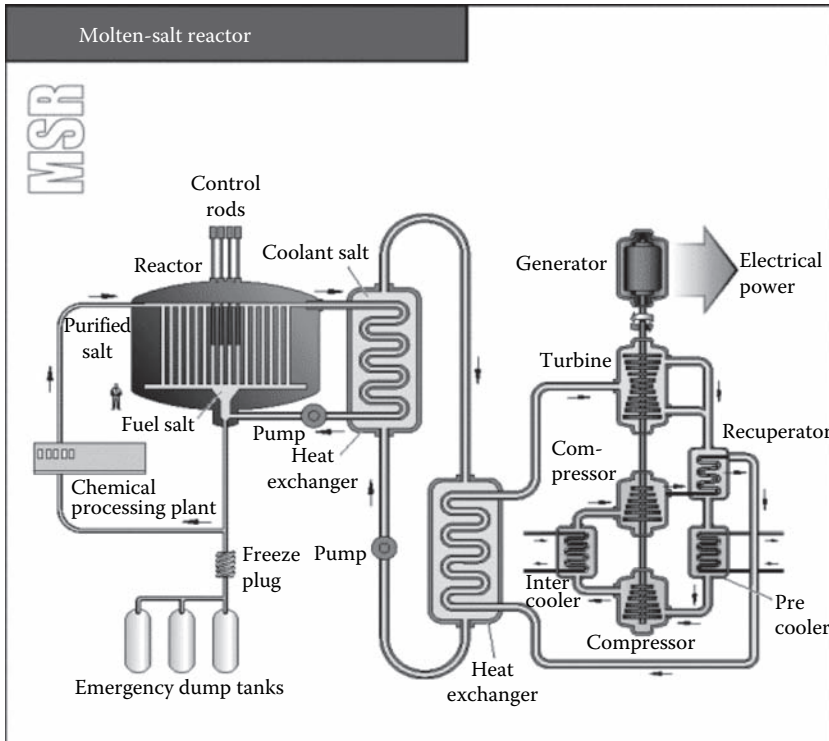 Molten-salt reactor
MSR
Control
rods
Reactor
Coolant salt
Purified
salt
Fuel salt
Pump
Heat
exchanger
Chemical
processing plant
Freeze
plug
Pump
Emergency dump tanks
Heat
exchanger
Generator
Electrical
power
Turbine
Recuperator
Com-
pressor
Inter
cooler
Compressor
Pre
cooler